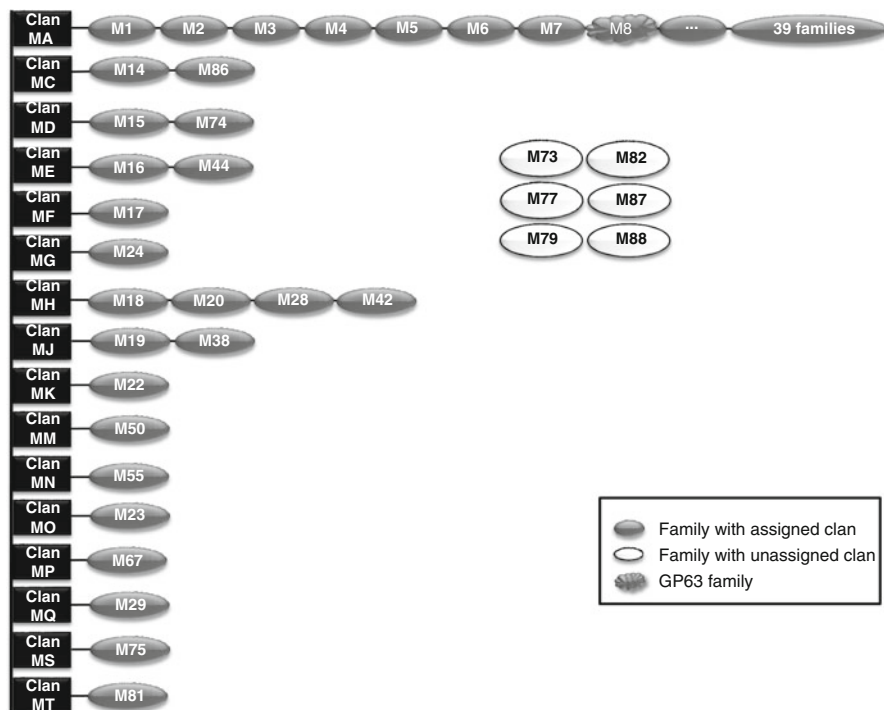 Clan MA M1 M2 M3 M4 M5 M6 M7 M8 ... 39 families
Clan MC M14 M86
Clan MD M15 M74
Clan ME M16 M44
M73 M82
Clan MF M17
M77 M87
Clan MG M24
M79 M88
Clan MH M18 M20 M28 M42
Clan MJ M19 M38
Clan MK M22
Clan MM M50
Clan MN M55
Clan MO M23
Clan MP M67
Clan MQ M29
Clan MS M75
Clan MT M81
Family with assigned clan
Family with unassigned clan
GP63 family